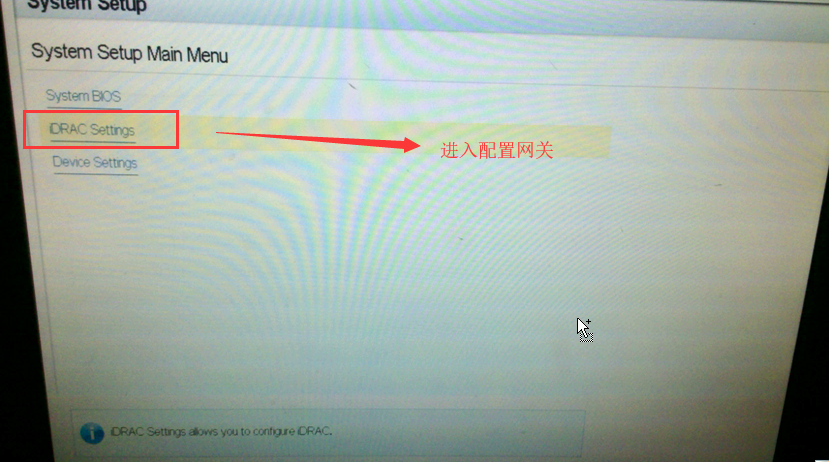 System Setup
System Setup Main Menu
System BIOS
iDRAC Settings
进入配置网关
Device Settings
iDRAC Settings allows you to configure iDRAC.